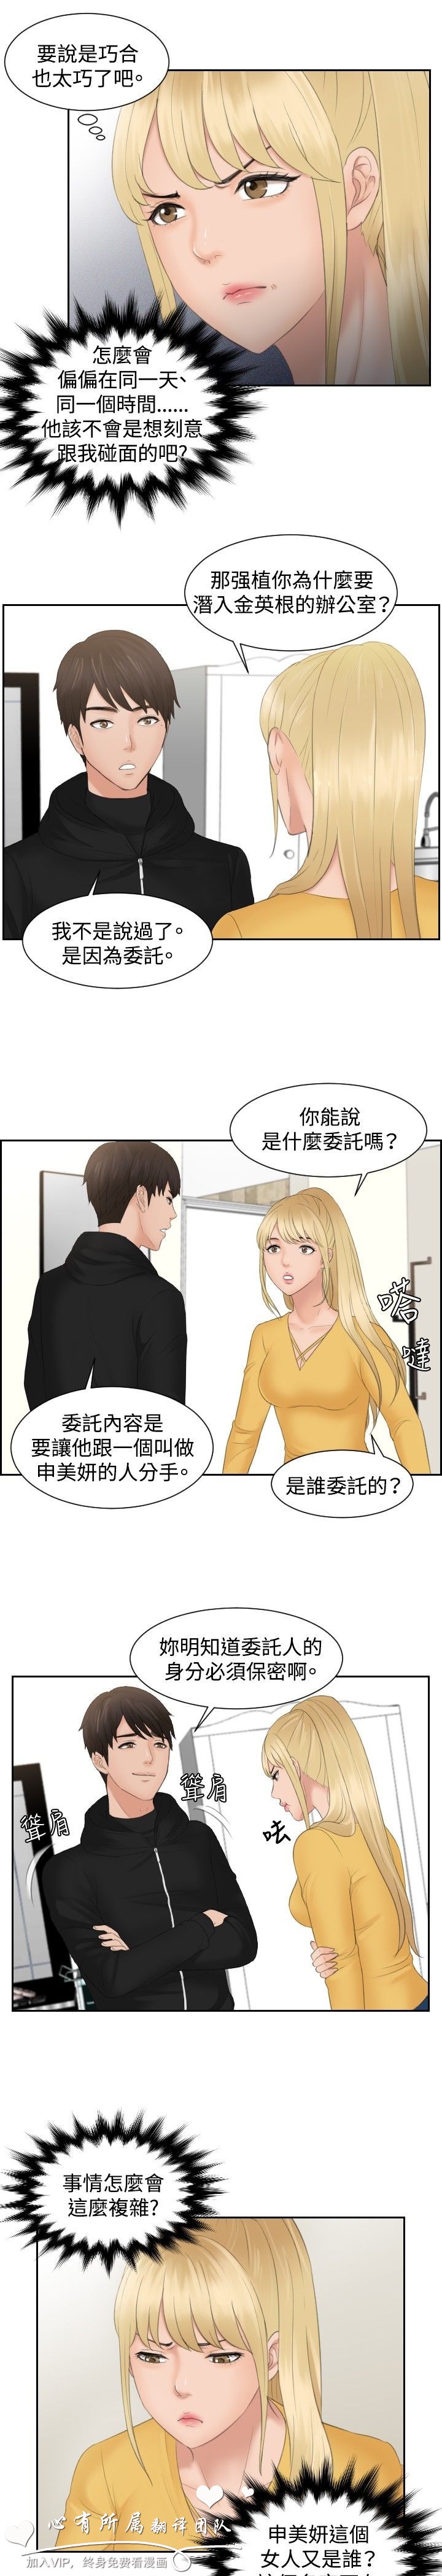 要說是巧合
也太巧了吧。
怎麼會
偏偏在同一天、
同一個時間……
他該不會是想刻意
跟我碰面的吧?
那强植你為什麼要
潛入金英根的辦公室?
我不是說過了。
是因為委託。
你能說
是什麼委託嗎?
嗒
噠
委託內容是
要讓他跟一個叫做
申美妍的人分手。
是誰委託的?
妳明知道委託人的
身分必須保密啊。
聳肩
聳肩
呿
事情怎麼會
這麼複雜?
申美妍這個
女人又是誰?
心有所属翻译团队
加入VIP，终身免费看漫画